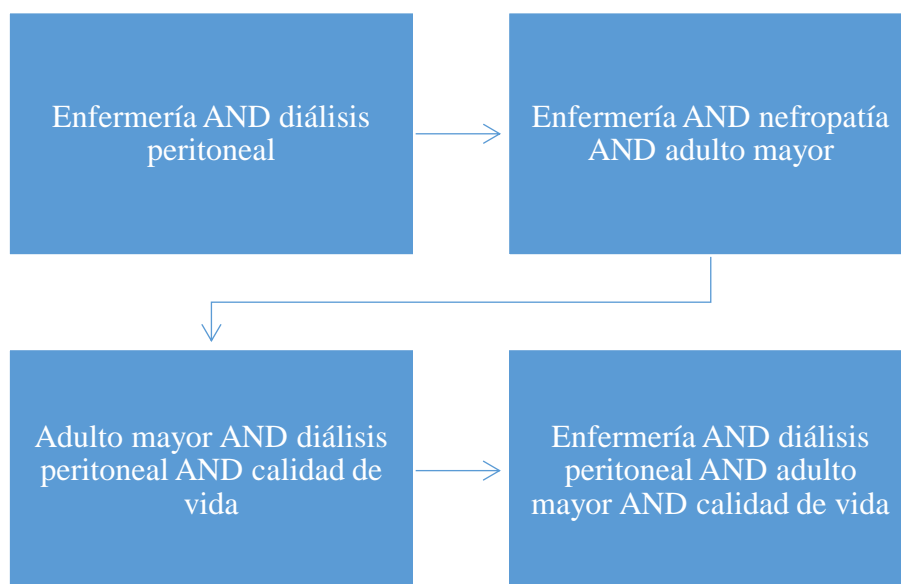 Enfermería AND diálisis
peritoneal
Enfermería AND nefropatía
AND adulto mayor
Adulto mayor AND diálisis
peritoneal AND calidad de
vida
Enfermería AND diálisis
peritoneal AND adulto
mayor AND calidad de vida